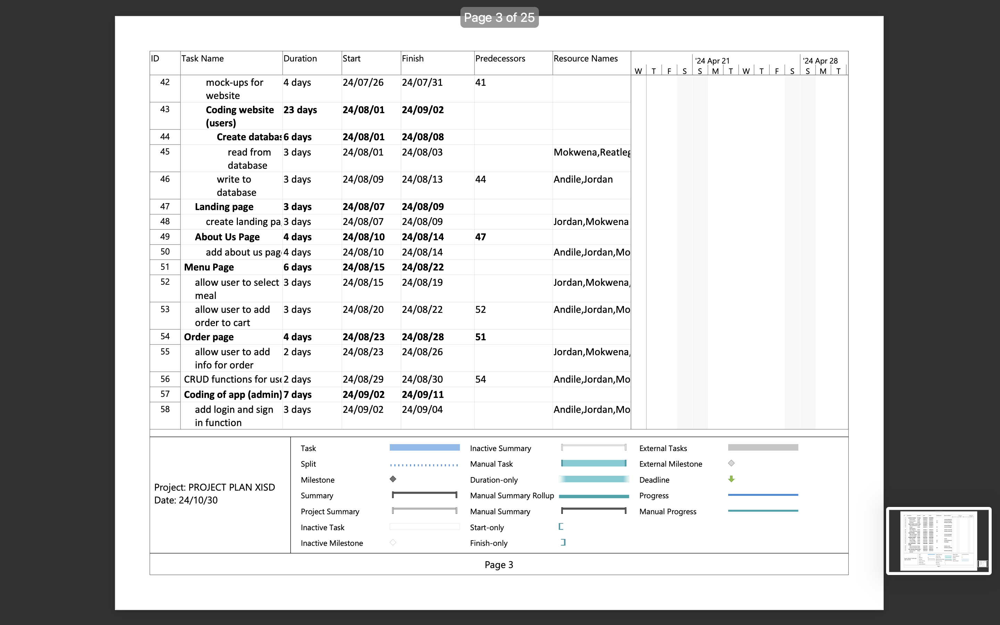 Page 3 of 25
ID Task Name Duration Start Finish Predecessors Resource Names '24 Apr 21 '24 Apr 28
W T F S S M T W T F S S M T
42 mock-ups for 4 days 24/07/26 24/07/31 41
website
43 Coding website 23 days 24/08/01 24/09/02
(users)
44 Create databas 6 days 24/08/01 24/08/08
45 read from 3 days 24/08/01 24/08/03 Mokwena,Reatleg
database
46 write to 3 days 24/08/09 24/08/13 44 Andile,Jordan
database
47 Landing page 3 days 24/08/07 24/08/09
48 create landing pa 3 days 24/08/07 24/08/09 Jordan,Mokwena
49 About Us Page 4 days 24/08/10 24/08/14 47
50 add about us pag 4 days 24/08/10 24/08/14 Andile,Jordan,Mo
51 Menu Page 6 days 24/08/15 24/08/22
52 allow user to select 3 days 24/08/15 24/08/19 Jordan,Mokwena,
meal
53 allow user to add 3 days 24/08/20 24/08/22 52 Andile,Jordan,Mo
order to cart
54 Order page 4 days 24/08/23 24/08/28 51
55 allow user to add 2 days 24/08/23 24/08/26 Jordan,Mokwena,
info for order
56 CRUD functions for use 2 days 24/08/29 24/08/30 54 Andile,Jordan,Mo
57 Coding of app (admin) 7 days 24/09/02 24/09/11
58 add login and sign 3 days 24/09/02 24/09/04 Andile,Jordan,Mo
in function
Project: PROJECT PLAN XISD
Date: 24/10/30
Task Inactive Summary External Tasks
Split Manual Task External Milestone
Milestone Duration-only Deadline
Summary Manual Summary Rollup Progress
Project Summary Manual Summary Manual Progress
Inactive Task Start-only
Inactive Milestone Finish-only
Page 3